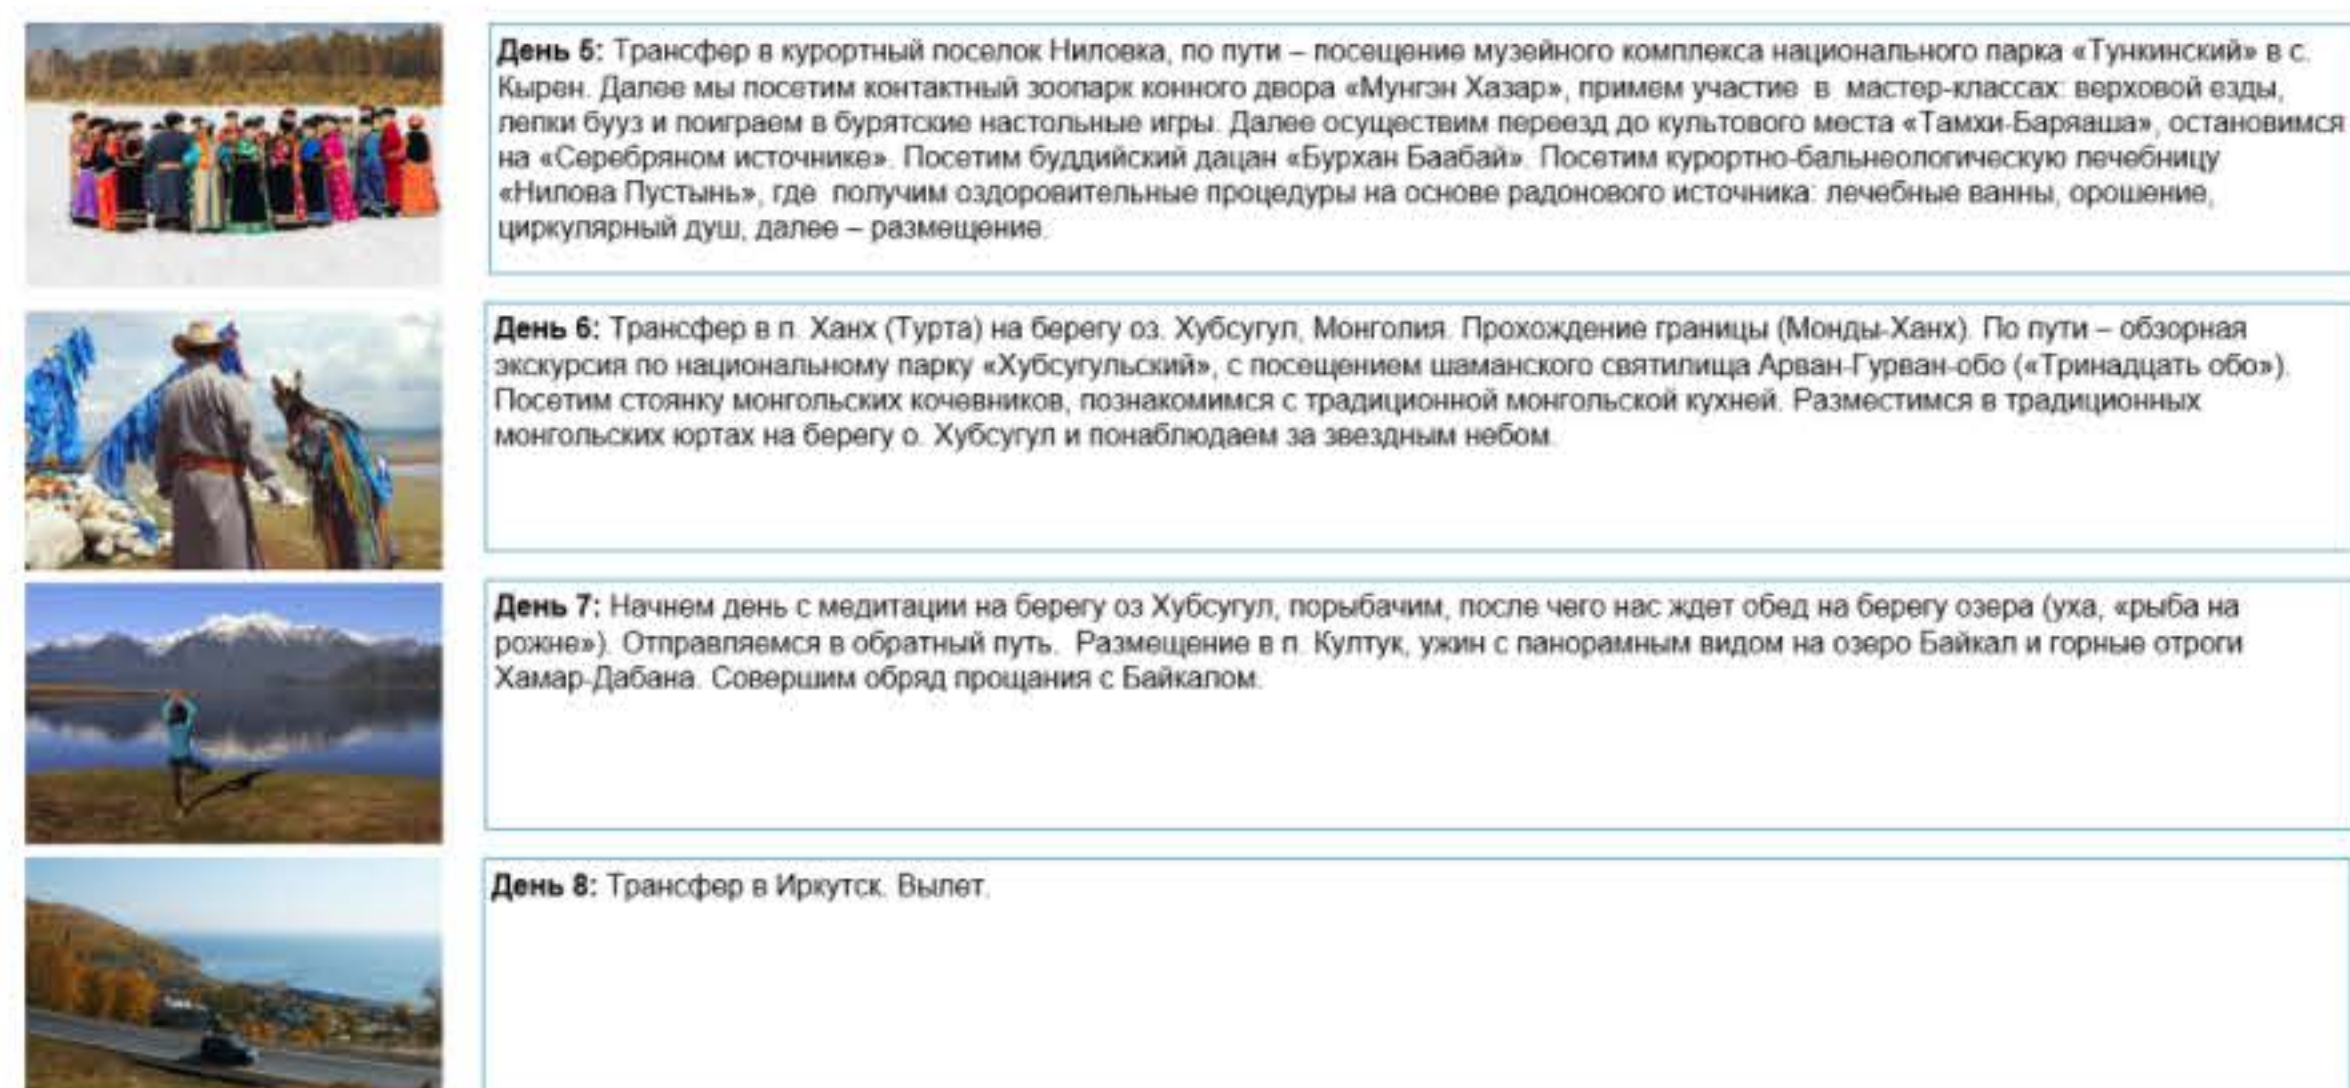 День 5: Трансфер в курортный поселок Ниловка, по пути – посещение музейного комплекса национального парка «Тункинский» в с.
Кырен. Далее мы посетим контактный зоопарк конного двора «Мунгэн Хазар», примем участие в мастер-классах: верховой езды,
лепки бууз и поиграем в бурятские настольные игры. Далее осуществим переезд до культового места «Тамхи-Баряаша», остановимся
на «Серебряном источнике». Посетим буддийский дацан «Бурхан Баабай». Посетим курортно-бальнеологическую лечебницу
«Нилова Пустынь», где получим оздоровительные процедуры на основе радонового источника: лечебные ванны, орошение,
циркулярный душ, далее – размещение.
День 6: Трансфер в п. Ханх (Турта) на берегу оз. Хубсугул, Монголия. Прохождение границы (Монды-Ханх). По пути – обзорная
экскурсия по национальному парку «Хубсугульский», с посещением шаманского святилища Арван-Гурван-обо («Тринадцать обо»).
Посетим стоянку монгольских кочевников, познакомимся с традиционной монгольской кухней. Разместимся в традиционных
монгольских юртах на берегу о. Хубсугул и понаблюдаем за звездным небом.
День 7: Начнем день с медитации на берегу оз Хубсугул, порыбачим, после чего нас ждет обед на берегу озера (уха, «рыба на
рожне»). Отправляемся в обратный путь. Размещение в п. Култук, ужин с панорамным видом на озеро Байкал и горные отроги
Хамар-Дабана. Совершим обряд прощания с Байкалом.
День 8: Трансфер в Иркутск. Вылет.